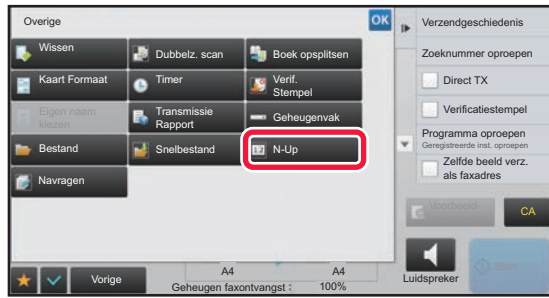 Overige
OK
Wissen
Dubbelz. scan
Boek opsplitsen
Kaart Formaat
Timer
Verif.
Stempel
Eigen naam
kiezen
Transmissie
Rapport
Geheugenvak
Bestand
Snelbestand
N-Up
Navragen
Vorige
A4
A4
Geheugen faxontvangst :
100%
Verzendgeschiedenis
Zoeknummer oproepen
Direct TX
Verificatiestempel
Programma oproepen
Geregistreerde inst. oproepen
Zelfde beeld verz.
als faxadres
Voorbeeld
CA
Luidspreker
Start